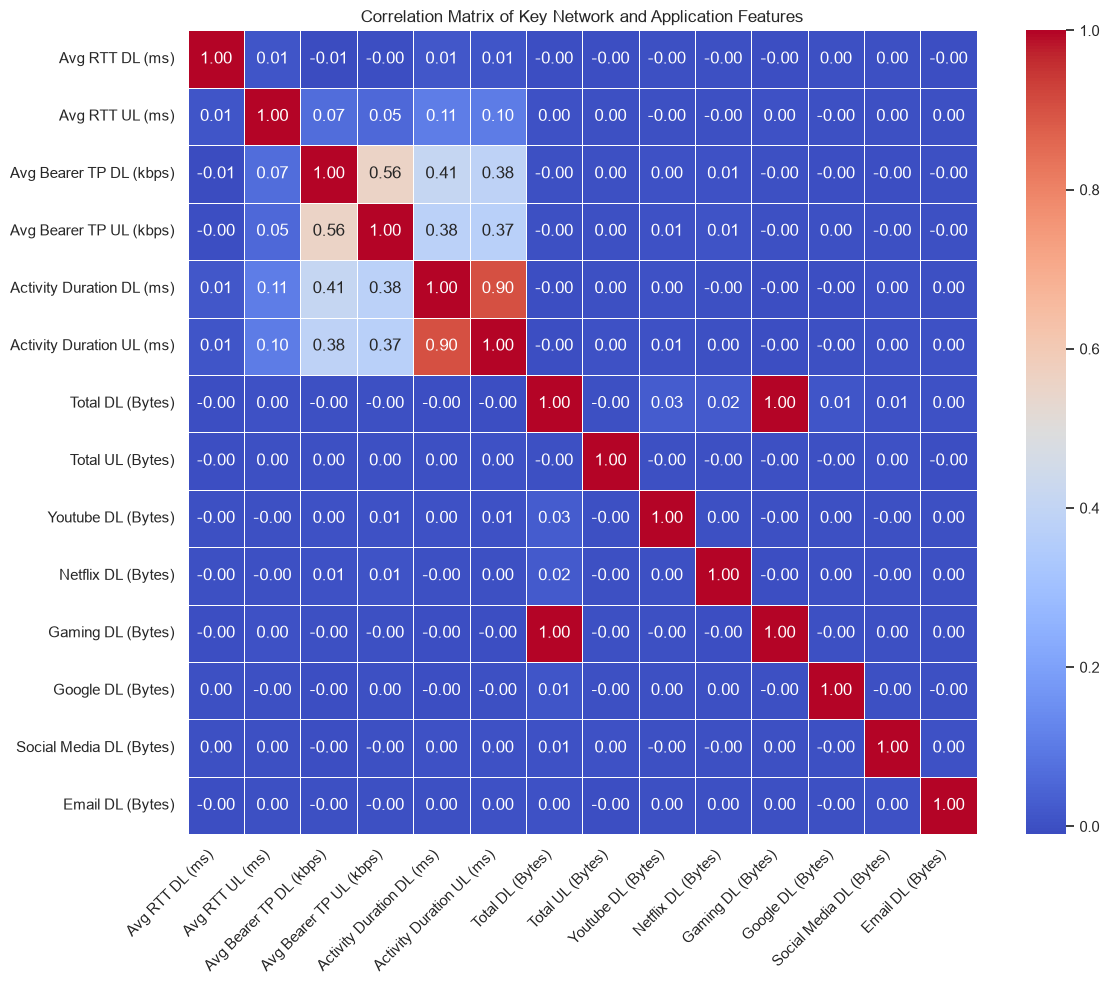 Correlation Matrix of Key Network and Application Features
Avg RTT DL (ms) 1.00 0.01 -0.01 -0.00 0.01 0.01 -0.00 -0.00 -0.00 -0.00 -0.00 0.00 0.00 -0.00
Avg RTT UL (ms) 0.01 1.00 0.07 0.05 0.11 0.10 0.00 0.00 -0.00 -0.00 0.00 -0.00 0.00 0.00
Avg Bearer TP DL (kbps) -0.01 0.07 1.00 0.56 0.41 0.38 -0.00 0.00 0.00 0.01 -0.00 -0.00 -0.00 -0.00
Avg Bearer TP UL (kbps) -0.00 0.05 0.56 1.00 0.38 0.37 -0.00 0.00 0.01 0.01 -0.00 0.00 -0.00 -0.00
Activity Duration DL (ms) 0.01 0.11 0.41 0.38 1.00 0.90 -0.00 0.00 0.00 -0.00 -0.00 -0.00 0.00 0.00
Activity Duration UL (ms) 0.01 0.10 0.38 0.37 0.90 1.00 -0.00 0.00 0.01 0.00 -0.00 -0.00 0.00 0.00
Total DL (Bytes) -0.00 0.00 -0.00 -0.00 -0.00 -0.00 1.00 -0.00 0.03 0.02 1.00 0.01 0.01 0.00
Total UL (Bytes) -0.00 0.00 0.00 0.00 0.00 0.00 -0.00 1.00 -0.00 -0.00 -0.00 0.00 0.00 -0.00
Youtube DL (Bytes) -0.00 -0.00 0.00 0.01 0.00 0.01 0.03 -0.00 1.00 0.00 -0.00 0.00 -0.00 0.00
Netflix DL (Bytes) -0.00 -0.00 0.01 0.01 -0.00 0.00 0.02 -0.00 0.00 1.00 -0.00 0.00 -0.00 0.00
Gaming DL (Bytes) -0.00 0.00 -0.00 -0.00 -0.00 -0.00 1.00 -0.00 -0.00 -0.00 1.00 -0.00 0.00 0.00
Google DL (Bytes) 0.00 -0.00 -0.00 0.00 -0.00 -0.00 0.01 0.00 0.00 0.00 -0.00 1.00 -0.00 -0.00
Social Media DL (Bytes) 0.00 0.00 -0.00 -0.00 0.00 0.00 0.01 0.00 -0.00 -0.00 0.00 -0.00 1.00 0.00
Email DL (Bytes) -0.00 0.00 -0.00 -0.00 0.00 0.00 0.00 -0.00 0.00 0.00 0.00 -0.00 0.00 1.00
Avg RTT DL (ms)
Avg RTT UL (ms)
Avg Bearer TP DL (kbps)
Avg Bearer TP UL (kbps)
Activity Duration DL (ms)
Activity Duration UL (ms)
Total DL (Bytes)
Total UL (Bytes)
Youtube DL (Bytes)
Netflix DL (Bytes)
Gaming DL (Bytes)
Google DL (Bytes)
Social Media DL (Bytes)
Email DL (Bytes)
1.0
0.8
0.6
0.4
0.2
0.0